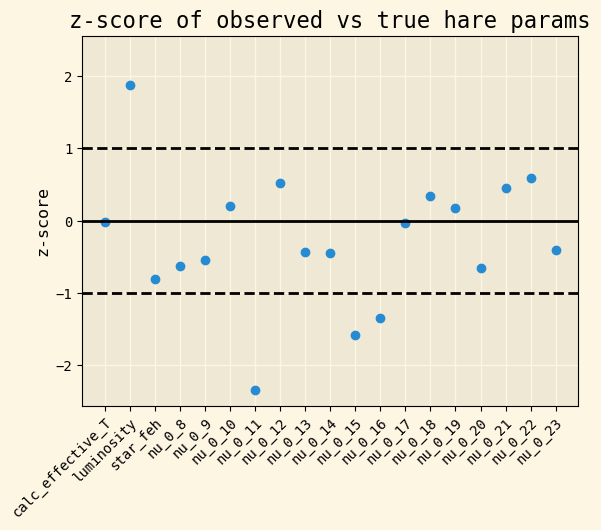 z-score of observed vs true hare params
z-score
2
1
0
−1
−2
calc_effective_T
luminosity
star_feh
nu_0_8
nu_0_9
nu_0_10
nu_0_11
nu_0_12
nu_0_13
nu_0_14
nu_0_15
nu_0_16
nu_0_17
nu_0_18
nu_0_19
nu_0_20
nu_0_21
nu_0_22
nu_0_23